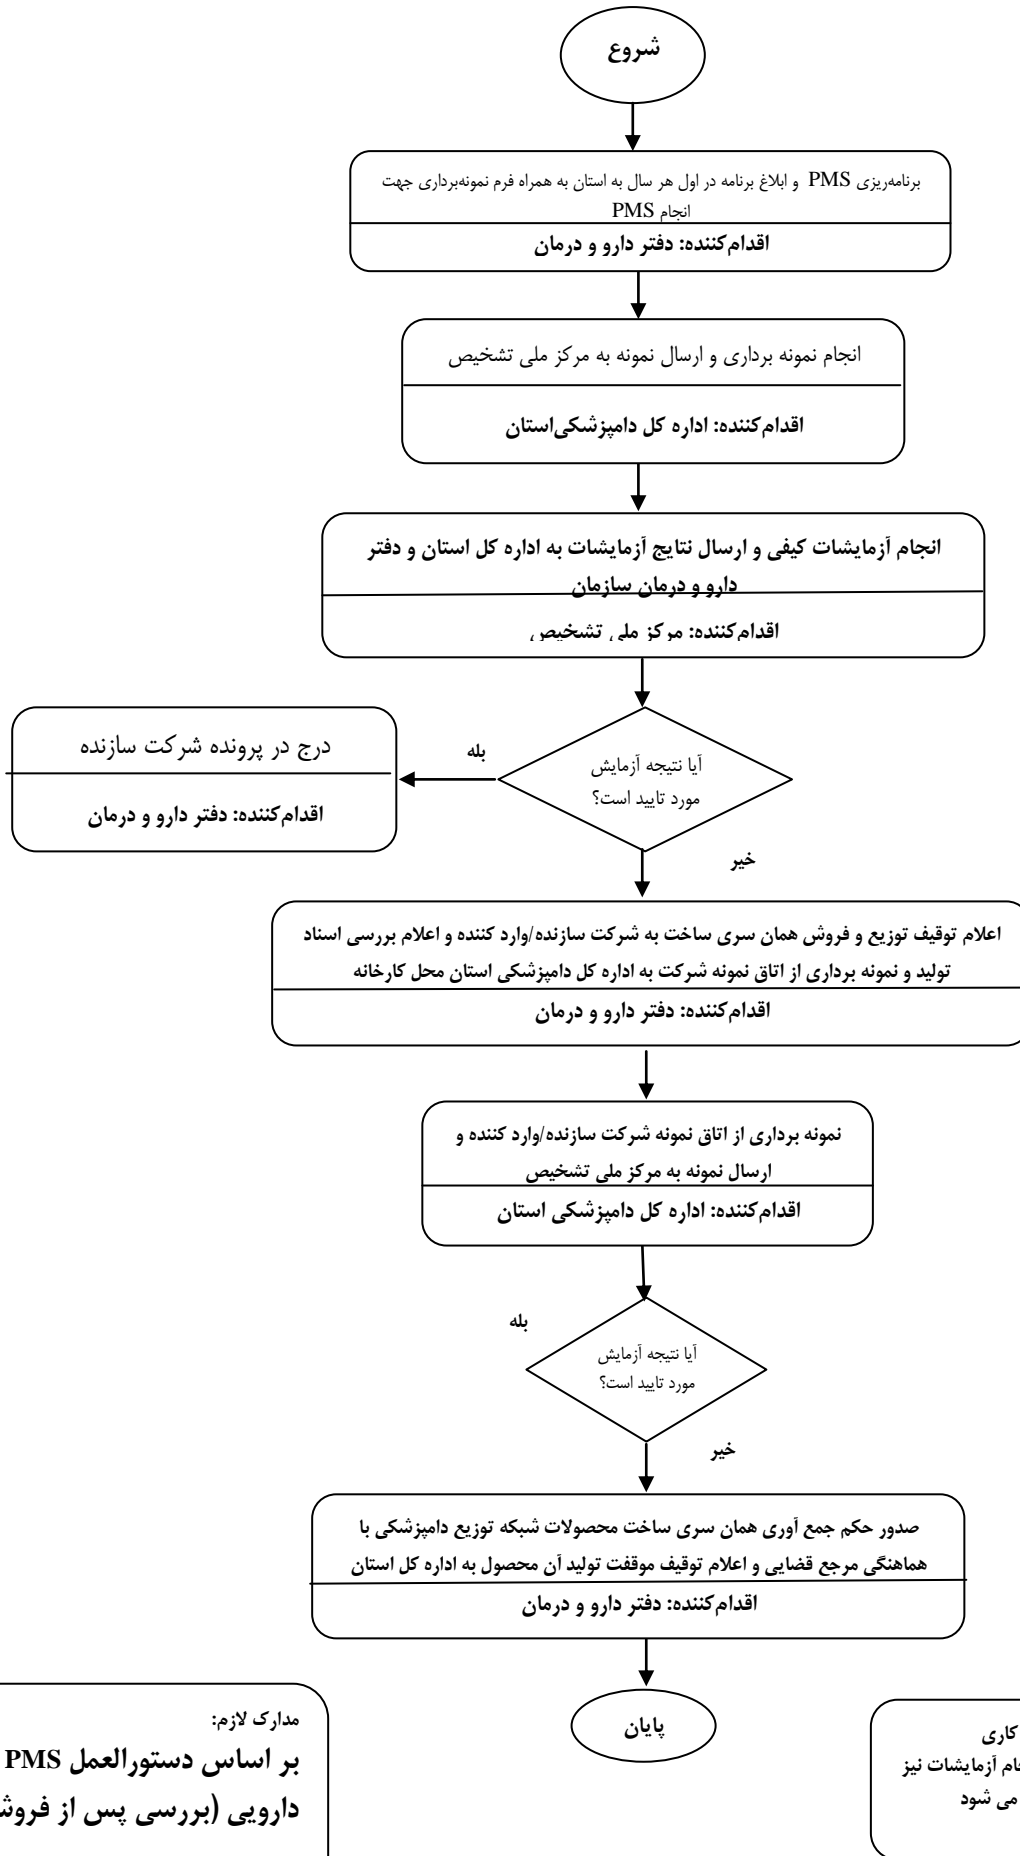 شروع
برنامه‌ریزی PMS و ابلاغ برنامه در اول هر سال به استان به همراه فرم نمونه‌برداری جهت
انجام PMS
اقدام‌کننده: دفتر دارو و درمان
انجام نمونه برداری و ارسال نمونه به مرکز ملی تشخیص
اقدام‌کننده: اداره کل دامپزشکی‌استان
انجام آزمایشات کیفی و ارسال نتایج آزمایشات به اداره کل استان و دفتر
دارو و درمان سازمان
اقدام‌کننده: مرکز ملی تشخیص
آیا نتیجه آزمایش
مورد تایید است؟
بله
درج در پرونده شرکت سازنده
اقدام‌کننده: دفتر دارو و درمان
خیر
اعلام توقیف توزیع و فروش همان سری ساخت به شرکت سازنده/وارد کننده و اعلام بررسی اسناد
تولید و نمونه برداری از اتاق نمونه شرکت به اداره کل دامپزشکی استان محل کارخانه
اقدام‌کننده: دفتر دارو و درمان
نمونه برداری از اتاق نمونه شرکت سازنده/وارد کننده و
ارسال نمونه به مرکز ملی تشخیص
اقدام‌کننده: اداره کل دامپزشکی استان
بله
آیا نتیجه آزمایش
مورد تایید است؟
خیر
صدور حکم جمع آوری همان سری ساخت محصولات شبکه توزیع دامپزشکی با
هماهنگی مرجع قضایی و اعلام توقیف موقفت تولید آن محصول به اداره کل استان
اقدام‌کننده: دفتر دارو و درمان
پایان
کاری
آزمایشات نیز
می شود
مدارک لازم:
بر اساس دستورالعمل PMS
دارویی (بررسی پس از